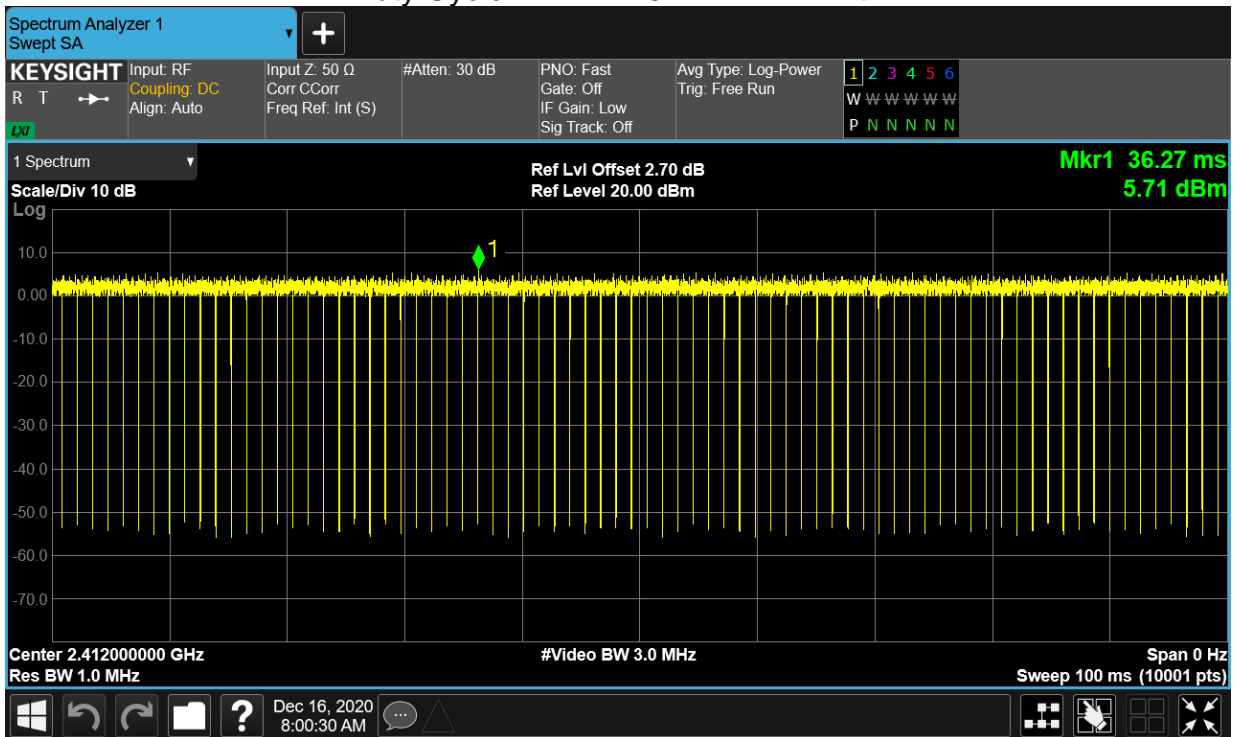 Spectrum Analyzer 1
Swept SA
KEYSIGHT
R T
LXI
Input: RF
Coupling: DC
Align: Auto
Input Z: 50 Ω
Corr CCorr
Freq Ref: Int (S)
#Atten: 30 dB
PNO: Fast
Gate: Off
IF Gain: Low
Sig Track: Off
Avg Type: Log-Power
Trig: Free Run
1 2 3 4 5 6
W W W W W W
P N N N N N
1 Spectrum
Scale/Div 10 dB
Ref Lvl Offset 2.70 dB
Ref Level 20.00 dBm
Mkr1 36.27 ms
5.71 dBm
Log
1
10.0
0.00
-10.0
-20.0
-30.0
-40.0
-50.0
-60.0
-70.0
Center 2.412000000 GHz
Res BW 1.0 MHz
#Video BW 3.0 MHz
Span 0 Hz
Sweep 100 ms (10001 pts)
?
Dec 16, 2020
8:00:30 AM